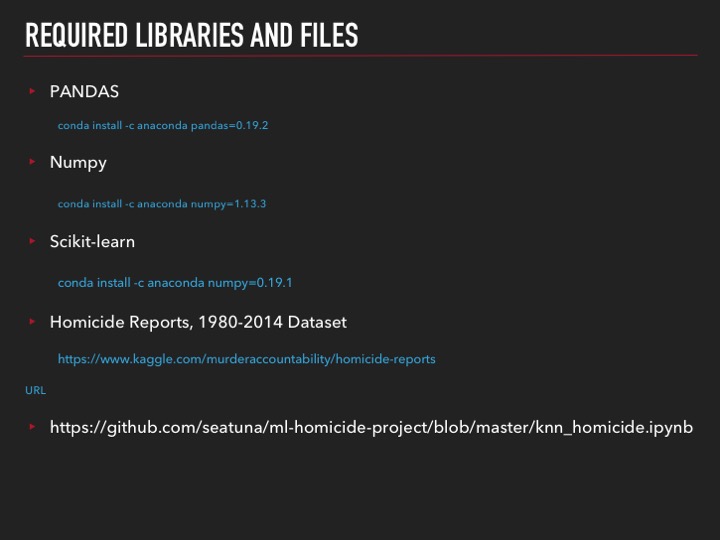 REQUIRED LIBRARIES AND FILES
PANDAS
conda install -c anaconda pandas=0.19.2
Numpy
conda install -c anaconda numpy=1.13.3
Scikit-learn
conda install -c anaconda numpy=0.19.1
Homicide Reports, 1980-2014 Dataset
https://www.kaggle.com/murderaccountability/homicide-reports
URL
https://github.com/seatuna/ml-homicide-project/blob/master/knn_homicide.ipynb